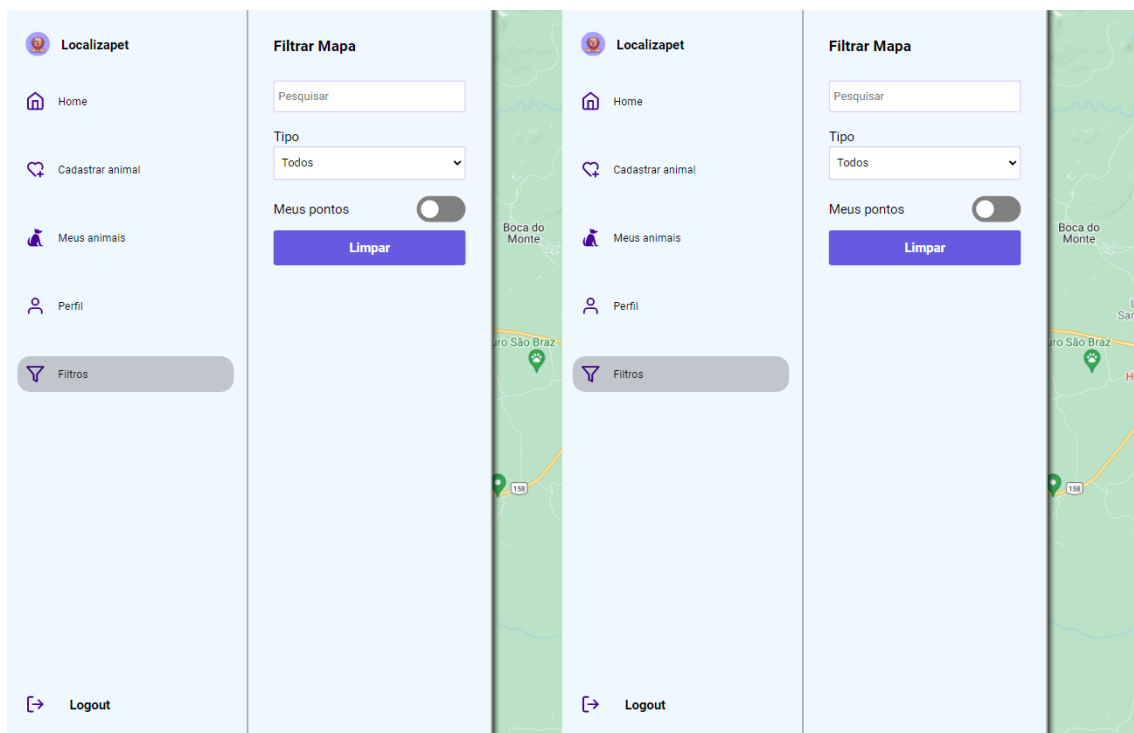 Localizapet
Home
Cadastrar animal
Meus animais
Perfil
Filtros
Logout
Filtrar Mapa
Pesquisar
Tipo
Todos
Meus pontos
Limpar
Boca do
Monte
uro São Braz
158
Localizapet
Home
Cadastrar animal
Meus animais
Perfil
Filtros
Logout
Filtrar Mapa
Pesquisar
Tipo
Todos
Meus pontos
Limpar
Boca do
Monte
Sar
uro São Braz
H
158